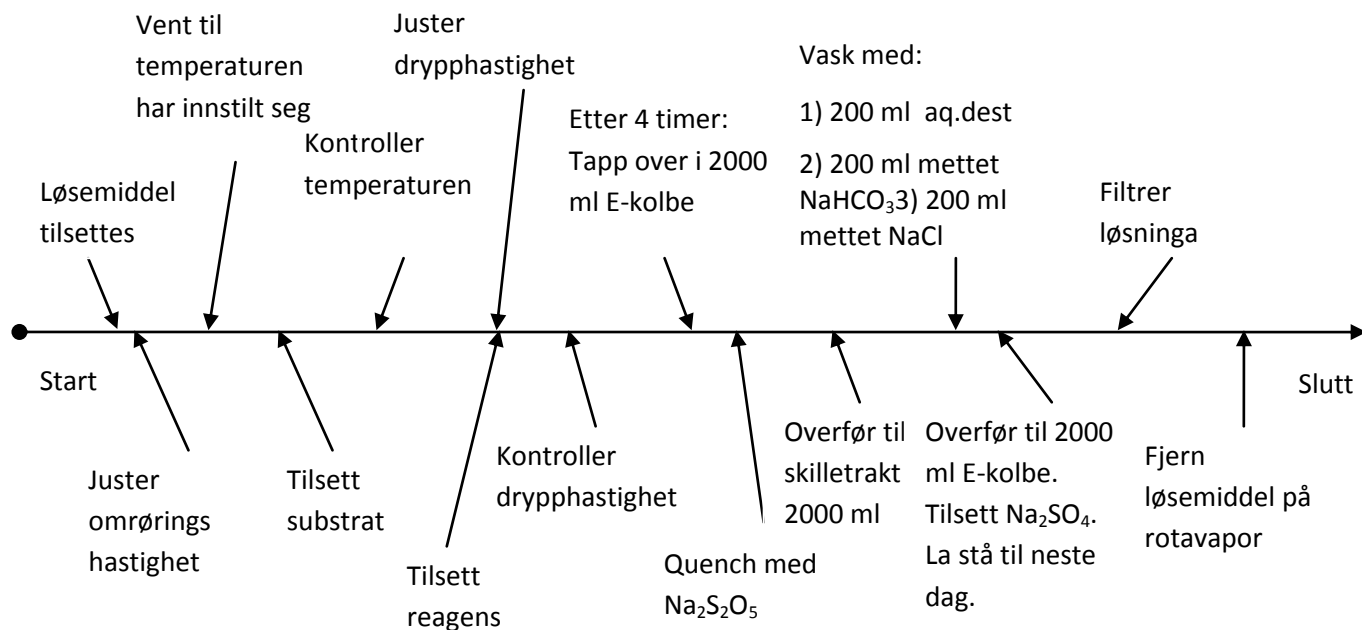 Vent til
temperaturen
har innstilt seg
Juster
drypphastighet
Vask med:
1) 200 ml aq.dest
2) 200 ml mettet
NaHCO₃3) 200 ml
mettet NaCl
Etter 4 timer:
Tapp over i 2000
ml E-kolbe
Kontroller
temperaturen
Løsemiddel
tilsettes
Filtrer
løsninga
Start
Slutt
Juster
omrørings
hastighet
Tilsett
substrat
Tilsett
reagens
Kontroller
drypphastighet
Quench med
Na₂S₂O₅
Overfør til
skilletrakt
2000 ml
Overfør til 2000
ml E-kolbe.
Tilsett Na₂SO₄.
La stå til neste
dag.
Fjern
løsemiddel på
rotavapor